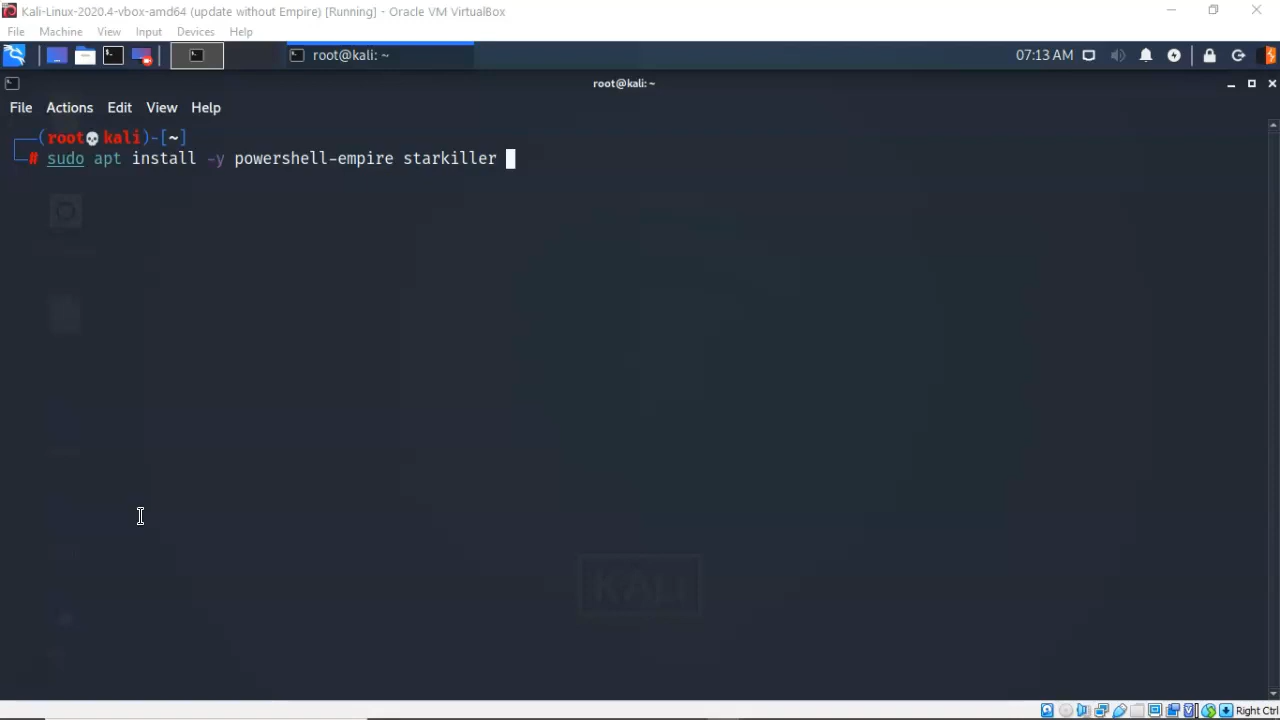 Kali-Linux-2020.4-vbox-amd64 (update without Empire) [Running] - Oracle VM VirtualBox
File Machine View Input Devices Help
root@kali: ~ 07:13 AM
root@kali:~
File Actions Edit View Help
(root💀kali)-[~]
# sudo apt install -y powershell-empire starkiller
KALI
Right Ctrl